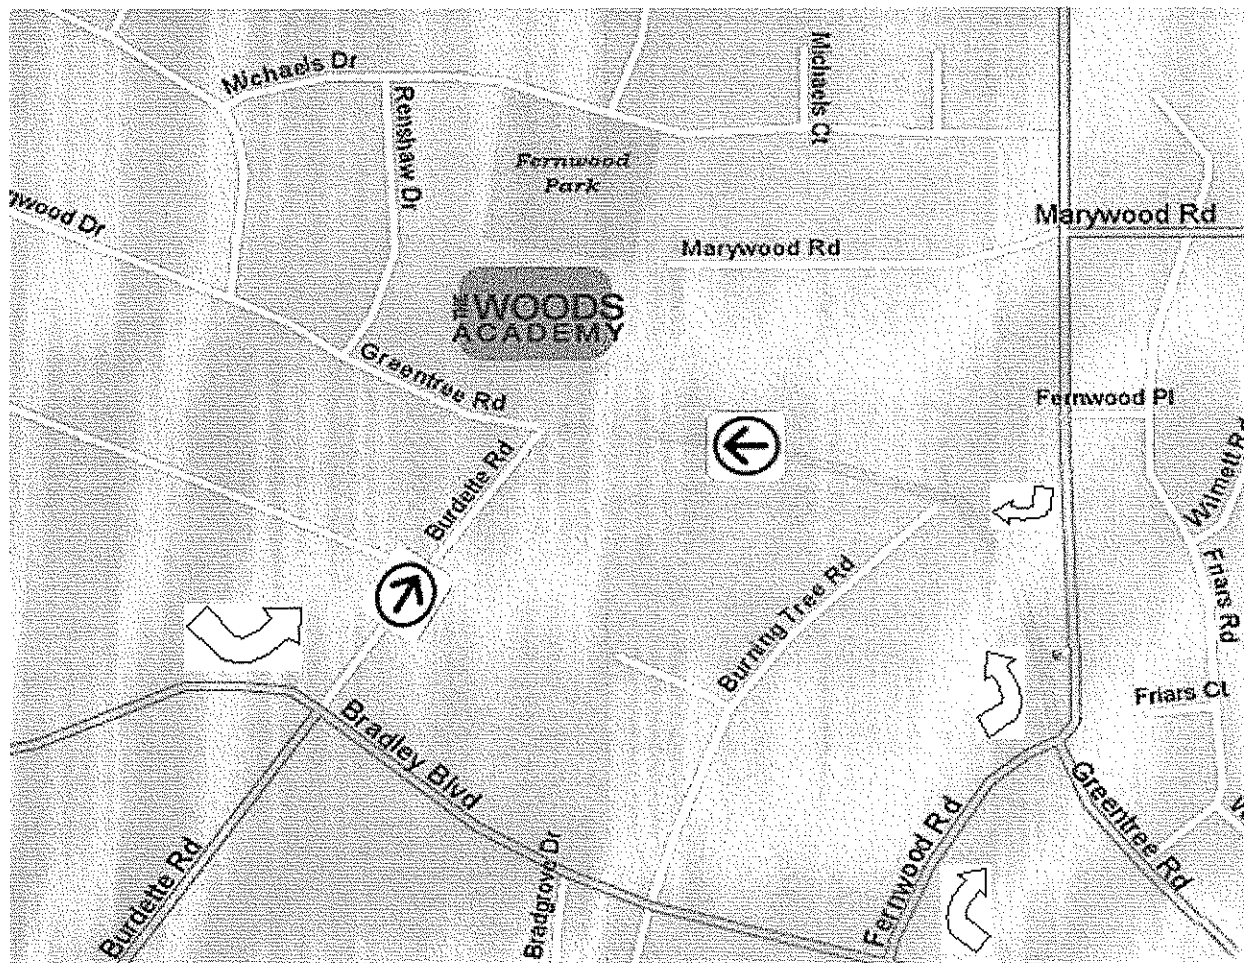 Michaels Dr
Michaels Ct
Renshaw Dr
Fernwood
Park
Marywood Rd
Marywood Rd
THE WOODS
ACADEMY
Greentree Rd
Fernwood Pl
Burdette Rd
Friars Rd
Burning Tree Rd
Friars Ct
Bradley Blvd
Greentree Rd
Fernwood Rd
Burdette Rd
Bradgrove Dr